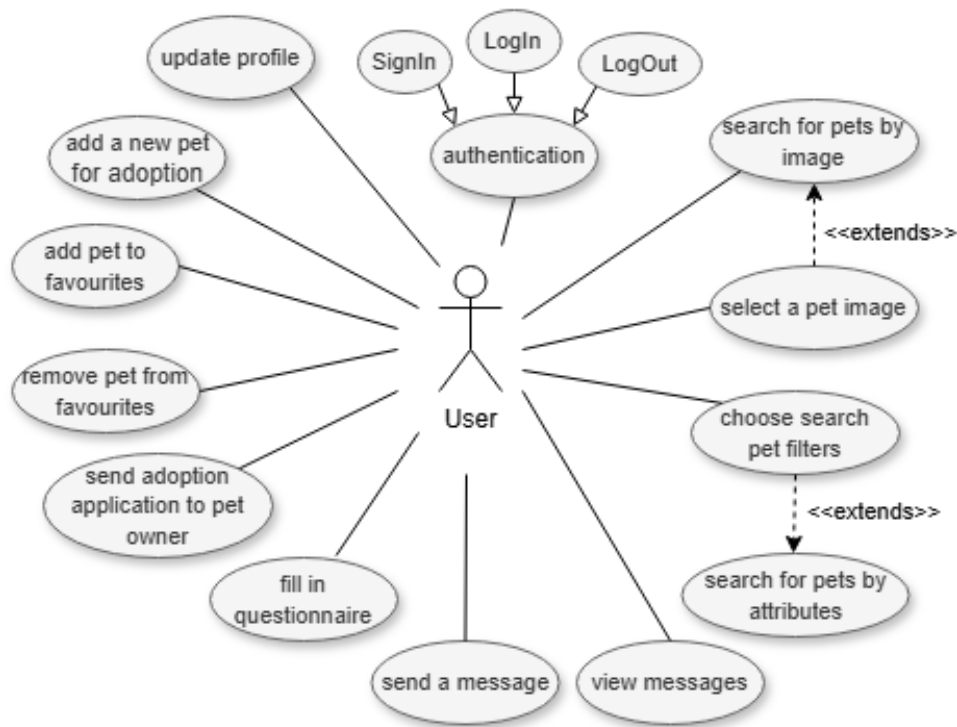 LogIn
SignIn
LogOut
update profile
authentication
search for pets by
image
add a new pet
for adoption
<<extends>>
add pet to
favourites
select a pet image
remove pet from
favourites
User
choose search
pet filters
send adoption
application to pet
owner
<<extends>>
fill in
questionnaire
search for pets by
attributes
send a message
view messages